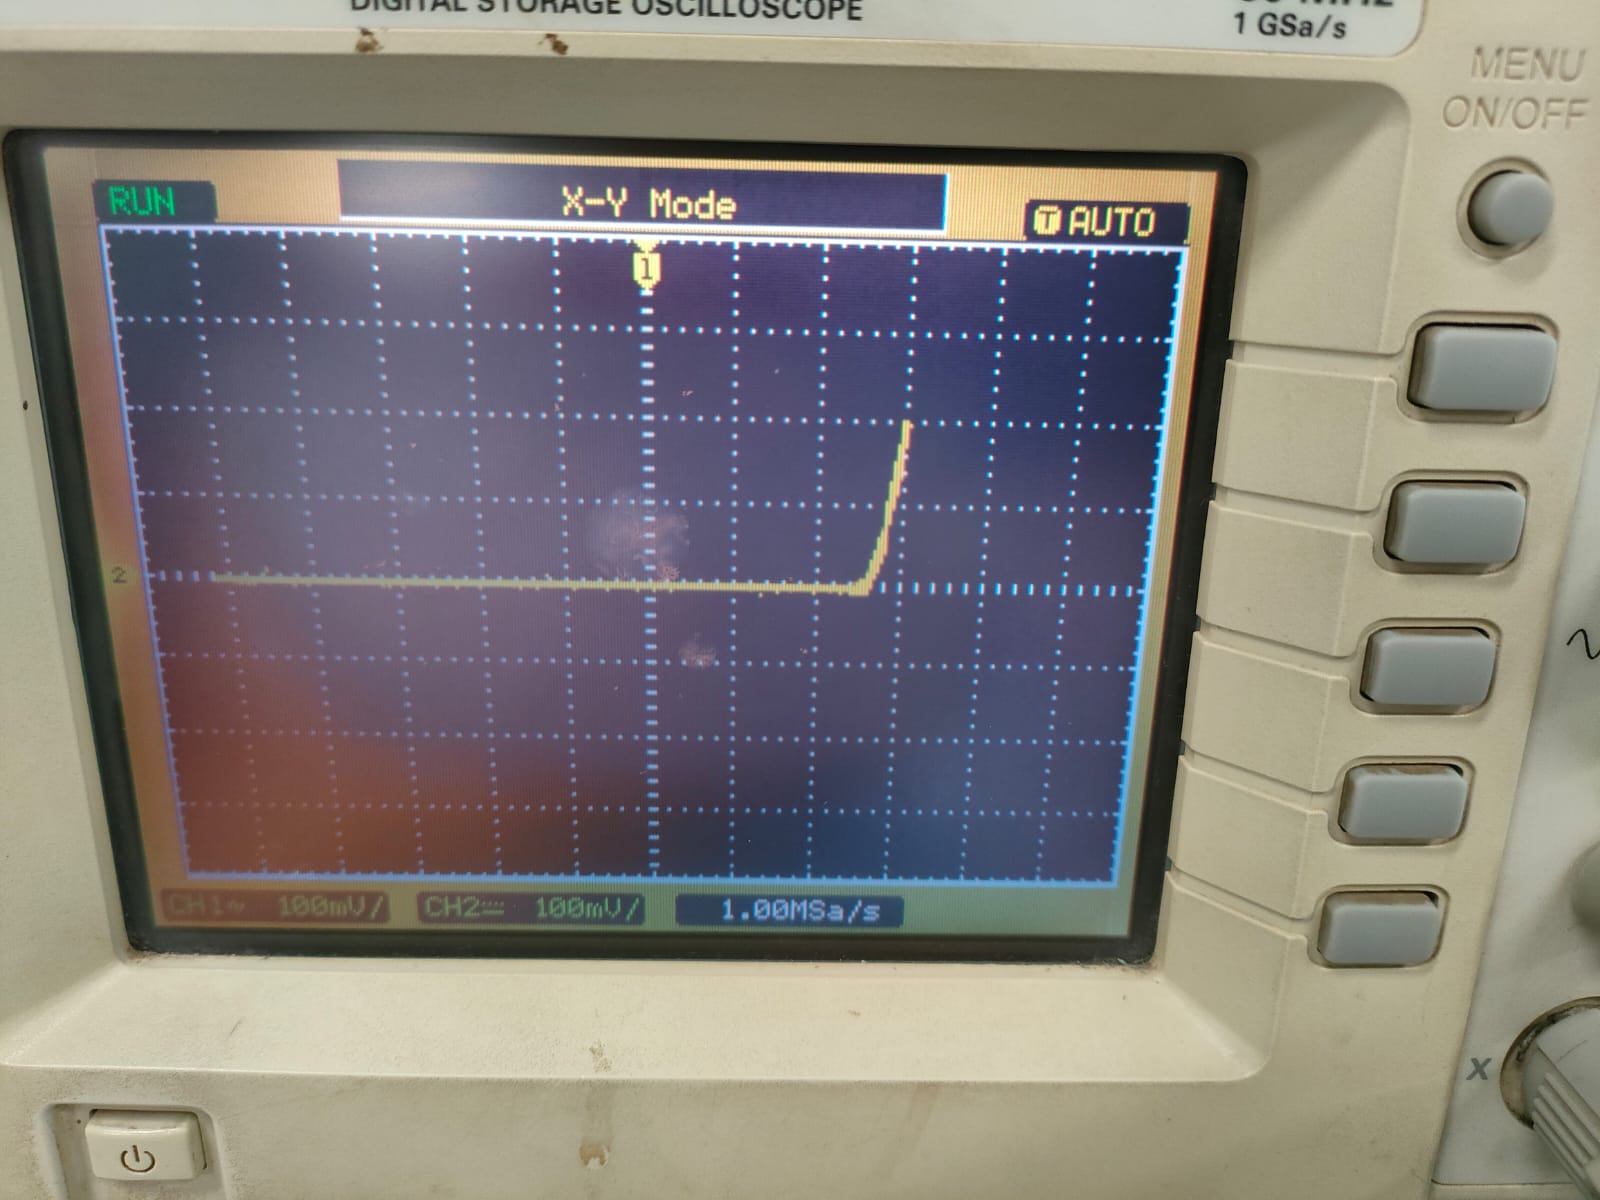 DIGITAL STORAGE OSCILLOSCOPE
1 GSa/s
MENU
ON/OFF
RUN
X-Y Mode
T AUTO
1
2
CH1~ 100mV/
CH2⎓ 100mV/
1.00MSa/s
X